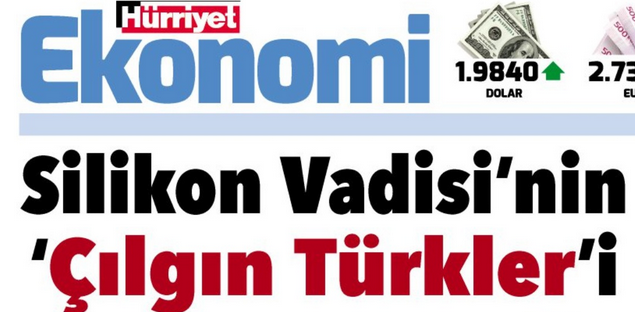 Hürriyet
Ekonomi
1.9840
DOLAR
Silikon Vadisi’nin
‘Çılgın Türkler’i